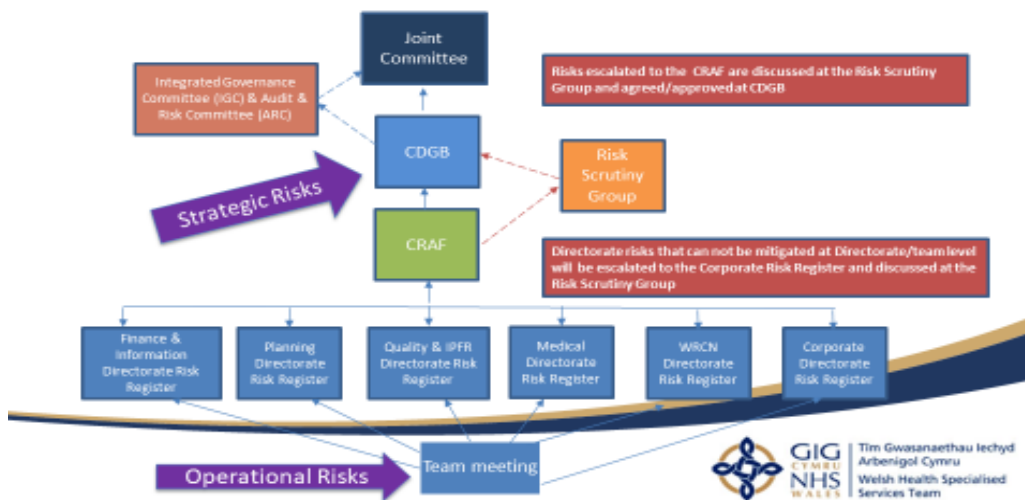 Joint
Committee
Integrated Governance
Committee (IGC) & Audit &
Risk Committee (ARC)
Risks escalated to the CRAF are discussed at the Risk Scrutiny
Group and agreed/approved at CDGB
CDGB
Risk
Scrutiny
Group
Strategic Risks
CRAF
Directorate risks that can not be mitigated at Directorate/team level
will be escalated to the Corporate Risk Register and discussed at the
Risk Scrutiny Group
Finance &
Information
Directorate Risk
Register
Planning
Directorate
Risk Register
Quality & IPFR
Directorate Risk
Register
Medical
Directorate
Risk Register
WRCN
Directorate
Risk Register
Corporate
Directorate
Risk Register
Operational Risks
Team meeting
GIG
CYMRU
NHS
WALES
Tîm Gwasanaethau Iechyd
Arbenigol Cymru
Welsh Health Specialised
Services Team